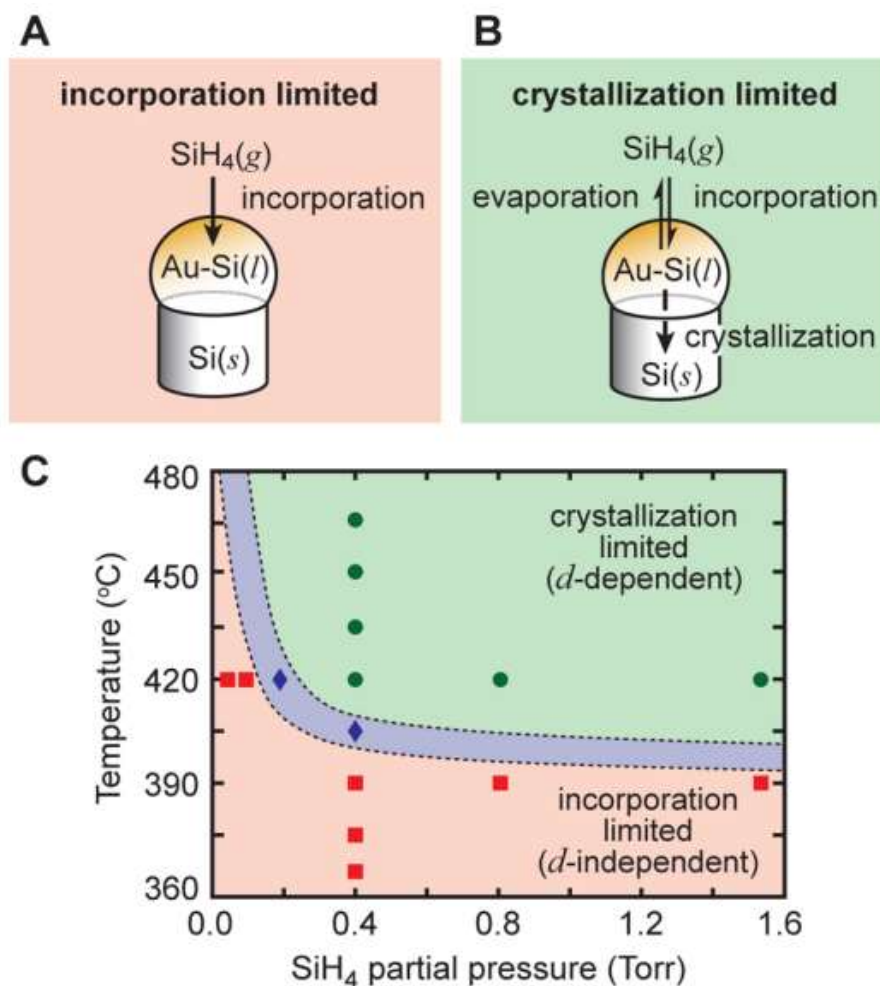 A
incorporation limited
SiH₄(g)
incorporation
Au-Si(l)
Si(s)
B
crystallization limited
SiH₄(g)
evaporation
incorporation
Au-Si(l)
crystallization
Si(s)
C
Temperature (°C)
480
450
420
390
360
crystallization
limited
(d-dependent)
incorporation
limited
(d-independent)
0.0
0.4
0.8
1.2
1.6
SiH₄ partial pressure (Torr)